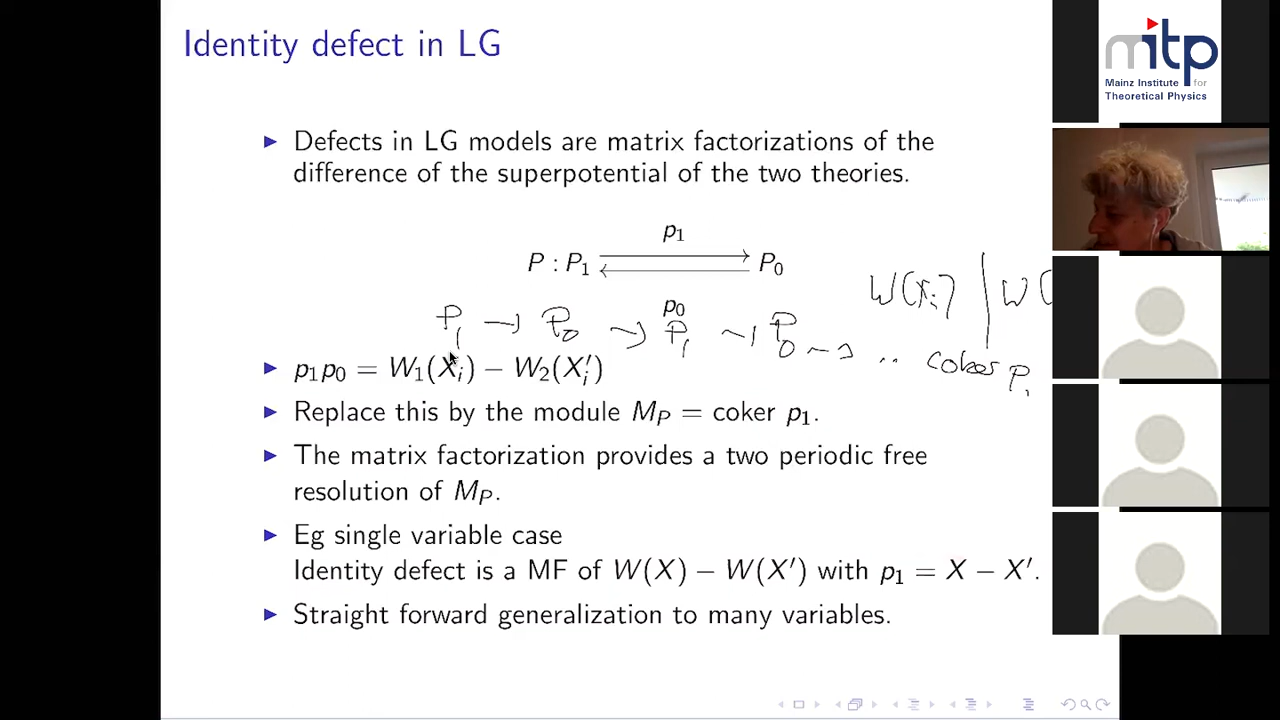 Identity defect in LG
mitp
Mainz Institute for
Theoretical Physics
▶ Defects in LG models are matrix factorizations of the
difference of the superpotential of the two theories.
p₁
P : P₁ ⇄ P₀
p₀
W(Xᵢ) | W(
P₁ → P₀ → P₁ → P₀ → .. coker P₁
▶ p₁p₀ = W₁(Xᵢ) − W₂(X′ᵢ)
▶ Replace this by the module M_P = coker p₁.
▶ The matrix factorization provides a two periodic free
resolution of M_P.
▶ Eg single variable case
Identity defect is a MF of W(X) − W(X′) with p₁ = X − X′.
▶ Straight forward generalization to many variables.